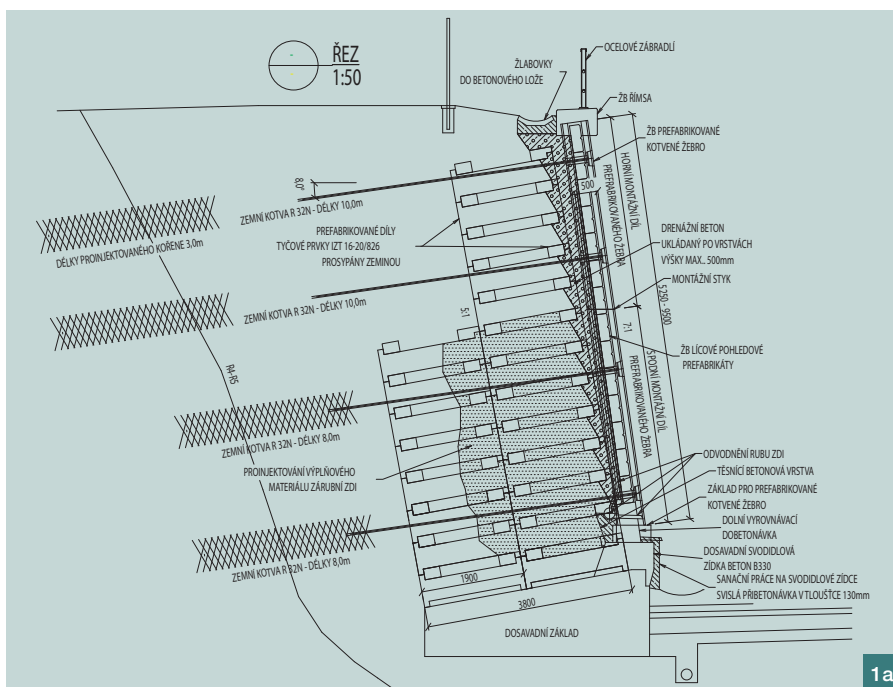 ŘEZ
1:50
OCELOVÉ ZÁBRADLÍ
ŽLABOVKY
DO BETONOVÉHO LOŽE
ŽB ŘÍMSA
ŽB PREFABRIKOVANÉ
KOTVENÉ ŽEBRO
8,0°
ZEMNÍ KOTVA R 32N - DÉLKY 10,0m
500
HORNÍ MONTÁŽNÍ DÍL
PREFRABRIKOVANÉHO ŽEBRA
DÉLKY PROINJEKTOVANÉHO KOŘENE 3,0m
PREFABRIKOVANÉ DÍLY
TYČOVÉ PRVKY IZT 16-20/826
PROSYPÁNY ZEMINOU
DRENÁŽNÍ BETON
UKLÁDANÝ PO VRSTVÁCH
VÝŠKY MAX.. 500mm
MONTÁŽNÍ STYK
ZEMNÍ KOTVA R 32N - DÉLKY 10,0m
5:1
5250 - 9500
7:1
ŽB LÍCOVÉ POHLEDOVÉ
PREFABRIKÁTY
SPODNÍ MONTÁŽNÍ DÍL
PREFRABRIKOVANÉHO ŽEBRA
R4-R5
ZEMNÍ KOTVA R 32N - DÉLKY 8,0m
PROINJEKTOVÁNÍ VÝPLŇOVÉHO
MATERIÁLU ZÁRUBNÍ ZDI
ODVODNĚNÍ RUBU ZDI
TĚSNÍCÍ BETONOVÁ VRSTVA
ZÁKLAD PRO PREFABRIKOVANÉ
KOTVENÉ ŽEBRO
DOLNÍ VYROVNÁVACÍ
DOBETONÁVKA
ZEMNÍ KOTVA R 32N - DÉLKY 8,0m
DOSAVADNÍ SVODIDLOVÁ
ZÍDKA BETON B330
SANAČNÍ PRÁCE NA SVODIDLOVÉ ZÍDCE
SVISLÁ PŘIBETONÁVKA V TLOUŠŤCE 130mm
1900
3800
DOSAVADNÍ ZÁKLAD
1a